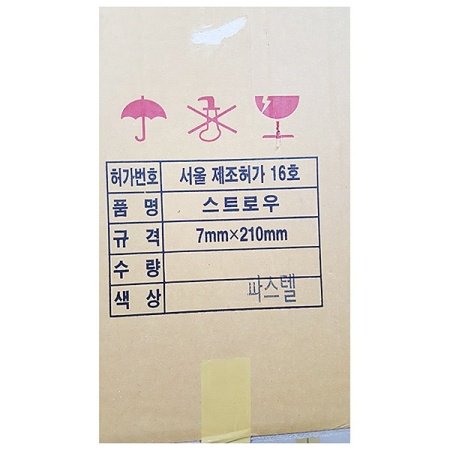 허가번호 서울 제조허가 16호
품 명 스트로우
규 격 7mm×210mm
수 량
색 상 파스텔